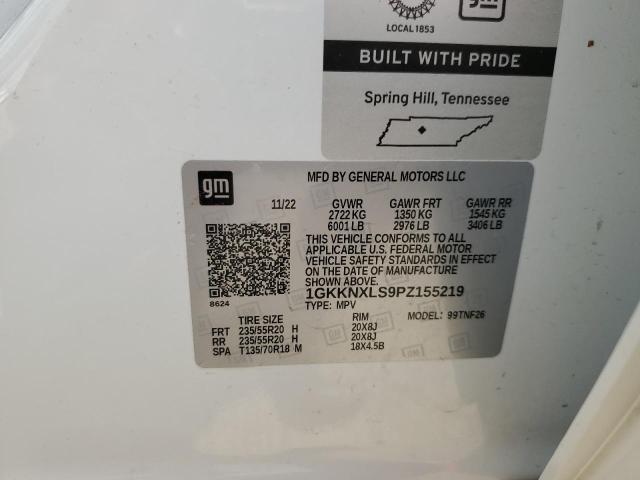 LOCAL 1853
gm
BUILT WITH PRIDE
Spring Hill, Tennessee
gm
MFD BY GENERAL MOTORS LLC
11/22 GVWR GAWR FRT GAWR RR
2722 KG 1350 KG 1545 KG
6001 LB 2976 LB 3406 LB
THIS VEHICLE CONFORMS TO ALL
APPLICABLE U.S. FEDERAL MOTOR
VEHICLE SAFETY STANDARDS IN
EFFECT ON THE DATE OF MANUFACTURE
SHOWN ABOVE.
8624 1GKKNXLS9PZ155219
TYPE: MPV MODEL: 99TNF26
TIRE SIZE RIM
FRT 235/55R20 H 20X8J
RR 235/55R20 H 20X8J
SPA T135/70R18 M 18X4.5B